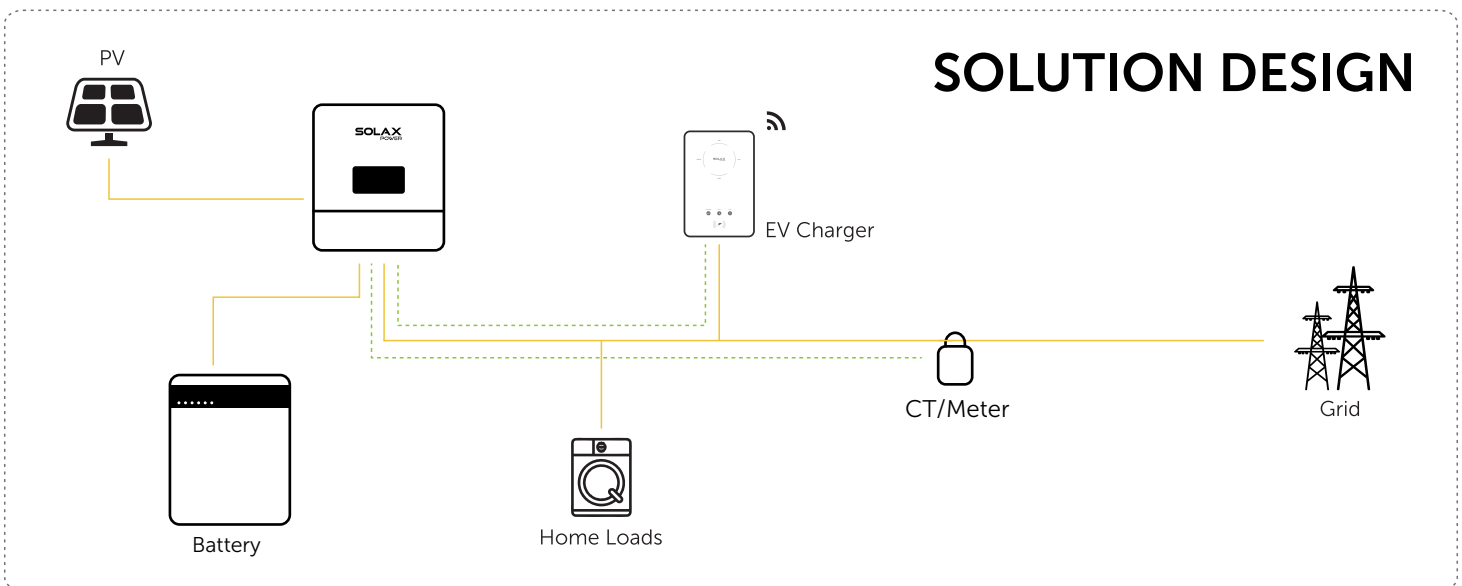 SOLUTION DESIGN
PV
SOLAX
POWER
EV Charger
CT/Meter
Grid
Battery
Home Loads